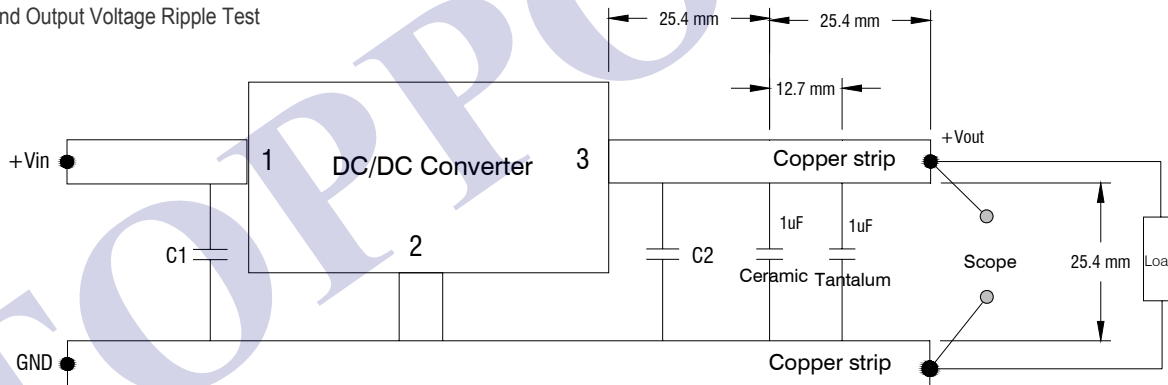 nd Output Voltage Ripple Test
25.4 mm
25.4 mm
12.7 mm
+Vin
1
DC/DC Converter
3
Copper strip
+Vout
2
C1
C2
1uF
1uF
Ceramic
Tantalum
Scope
25.4 mm
Loa
GND
Copper strip
TOPPO